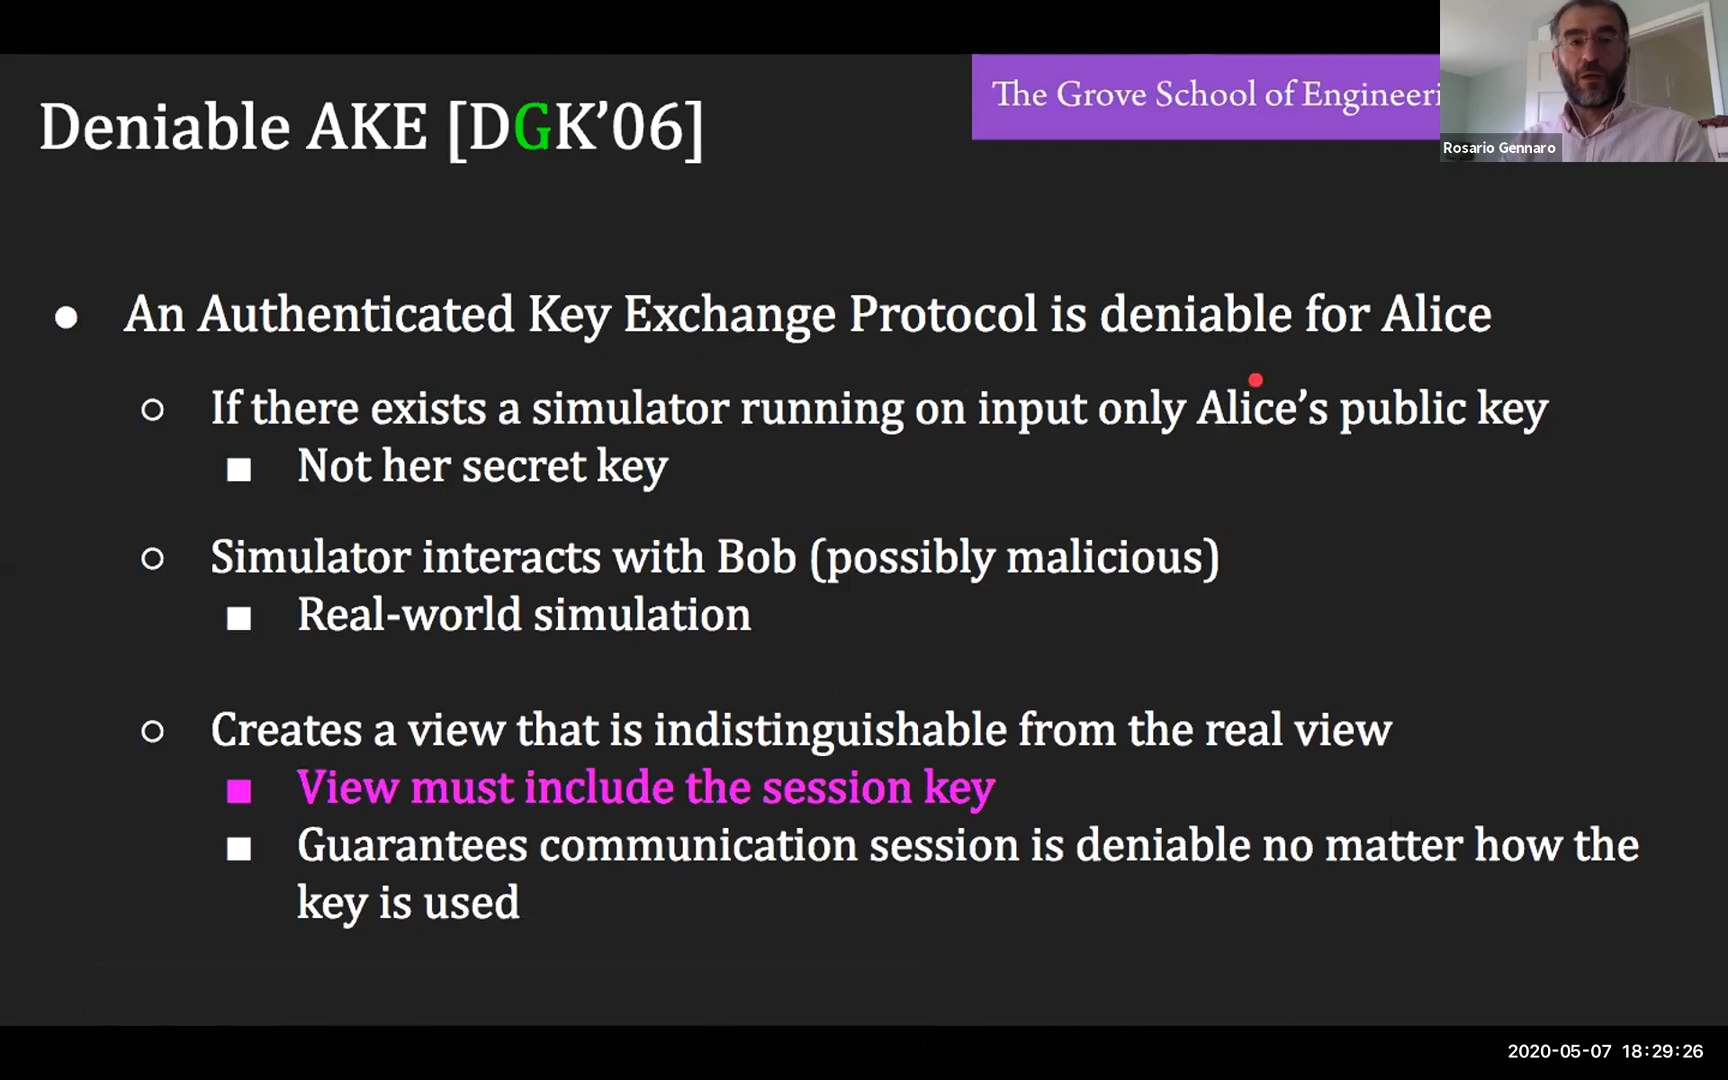 The Grove School of Engineeri
Rosario Gennaro
Deniable AKE [DGK’06]
● An Authenticated Key Exchange Protocol is deniable for Alice
○ If there exists a simulator running on input only Alice’s public key
■ Not her secret key
○ Simulator interacts with Bob (possibly malicious)
■ Real-world simulation
○ Creates a view that is indistinguishable from the real view
■ View must include the session key
■ Guarantees communication session is deniable no matter how the
key is used
2020-05-07 18:29:26